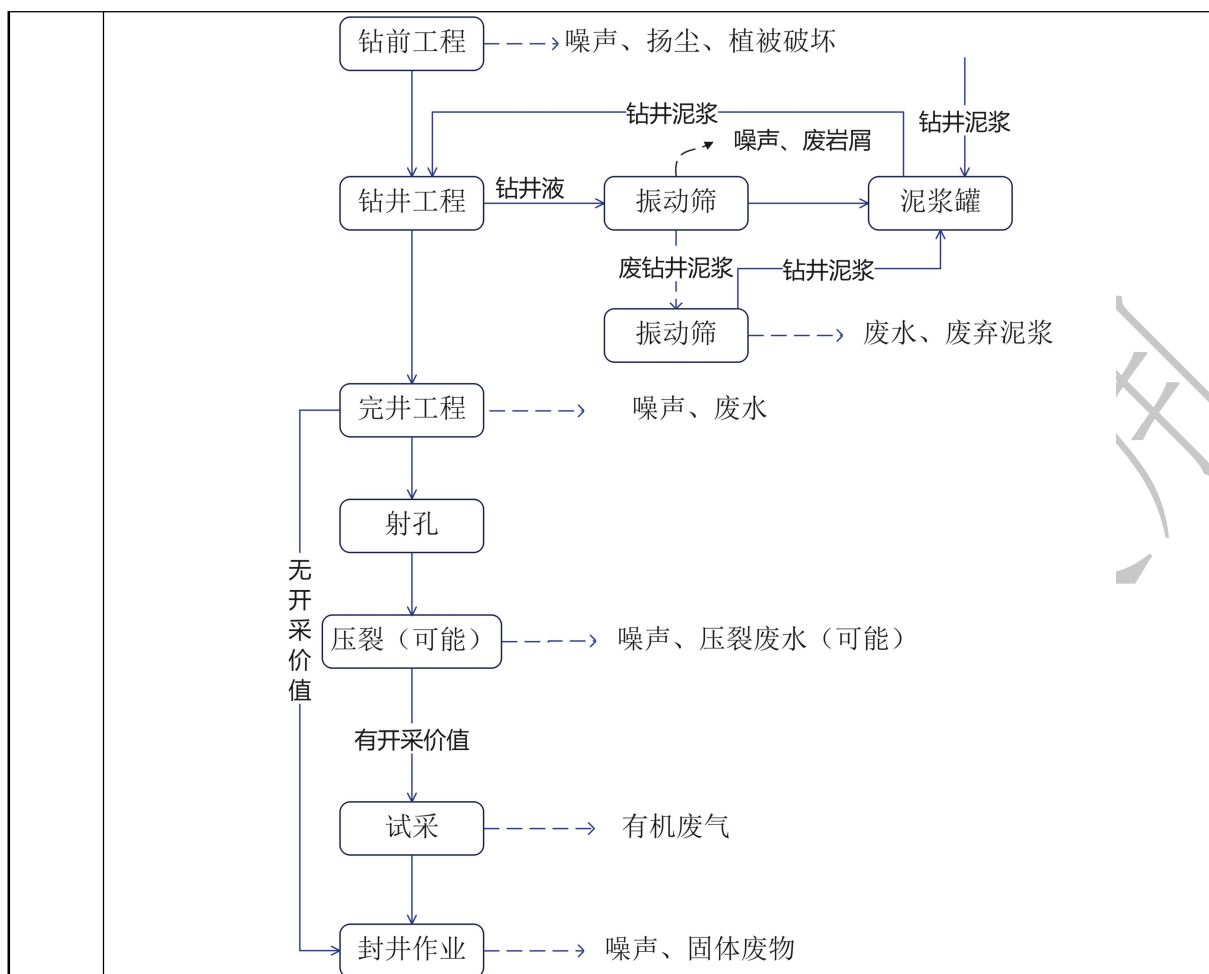 钻前工程
噪声、扬尘、植被破坏
钻井泥浆
钻井泥浆
噪声、废岩屑
钻井工程
钻井液
振动筛
泥浆罐
废钻井泥浆
钻井泥浆
振动筛
废水、废弃泥浆
完井工程
噪声、废水
射孔
无开采价值
压裂（可能）
噪声、压裂废水（可能）
有开采价值
试采
有机废气
封井作业
噪声、固体废物